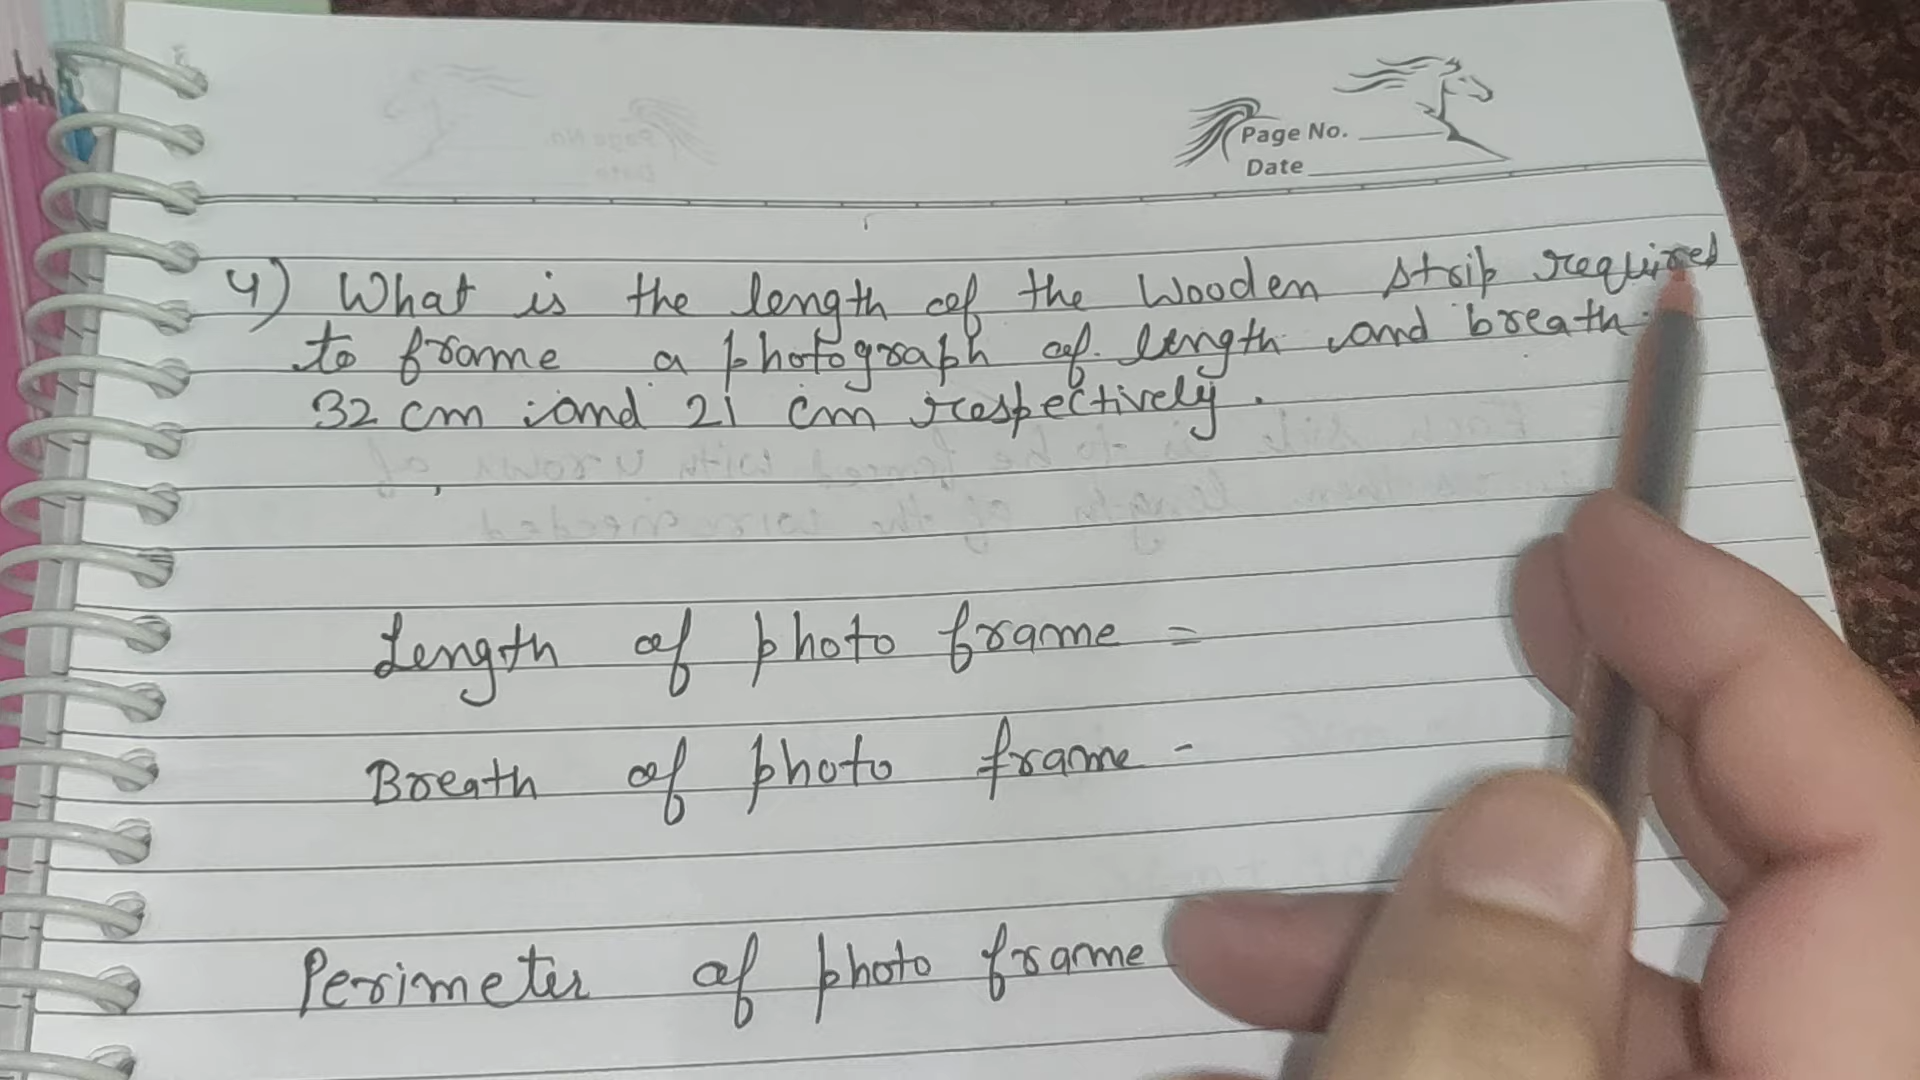 Page No.
Date
4) What is the length of the Wooden strip required
to frame a photograph of length and breath
32 cm and 21 cm respectively.
Length of photo frame =
Breath of photo frame -
Perimeter of photo frame